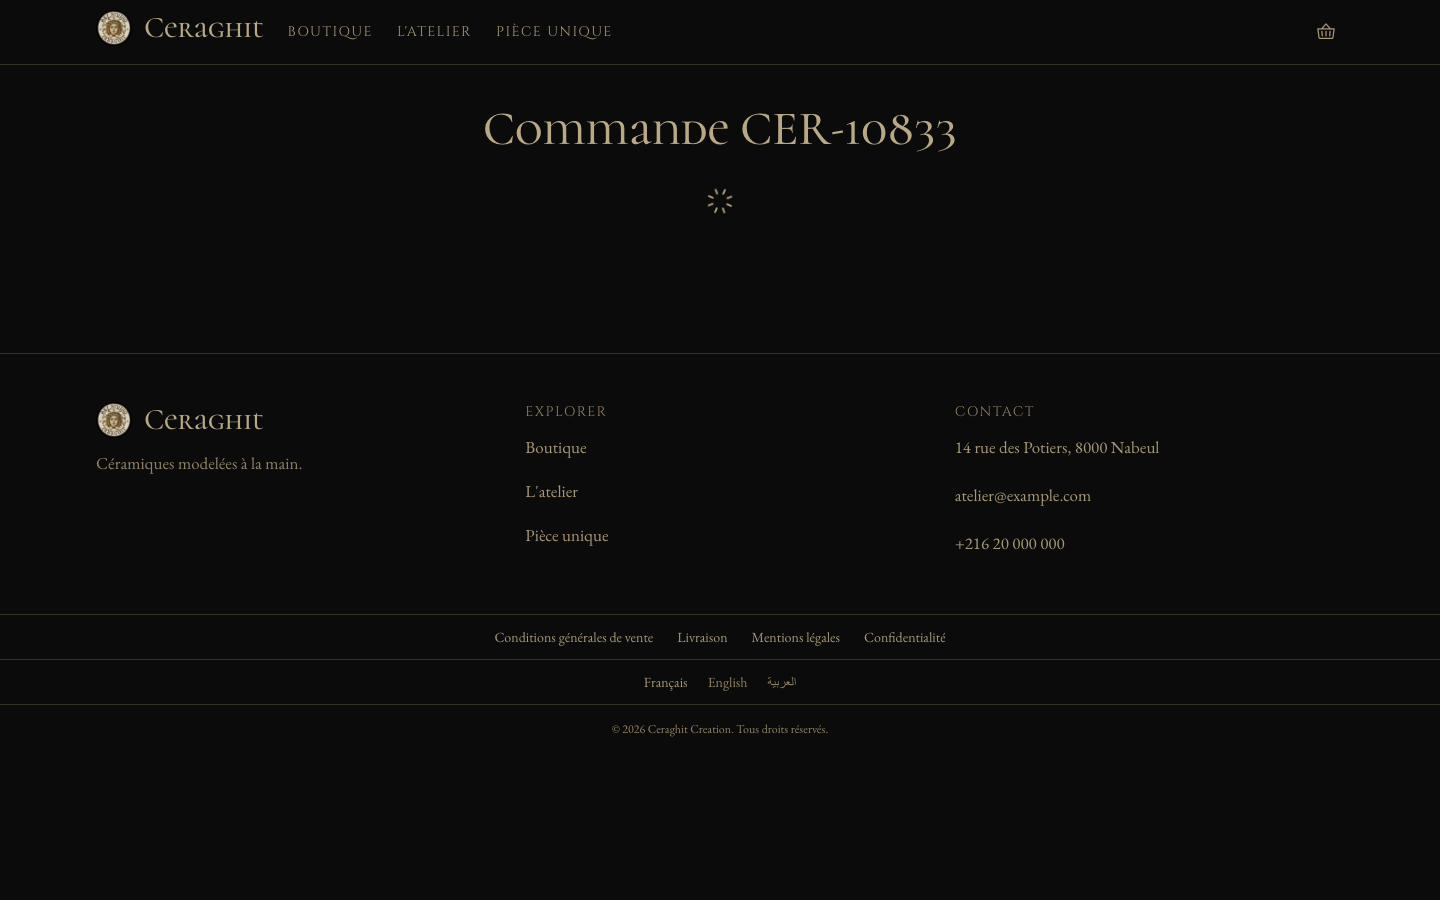 Ceraghit
BOUTIQUE
L'ATELIER
PIÈCE UNIQUE
Commande CER-10833
Ceraghit
Céramiques modelées à la main.
EXPLORER
Boutique
L'atelier
Pièce unique
CONTACT
14 rue des Potiers, 8000 Nabeul
atelier@example.com
+216 20 000 000
Conditions générales de vente
Livraison
Mentions légales
Confidentialité
Français
English
العربية
© 2026 Ceraghit Creation. Tous droits réservés.